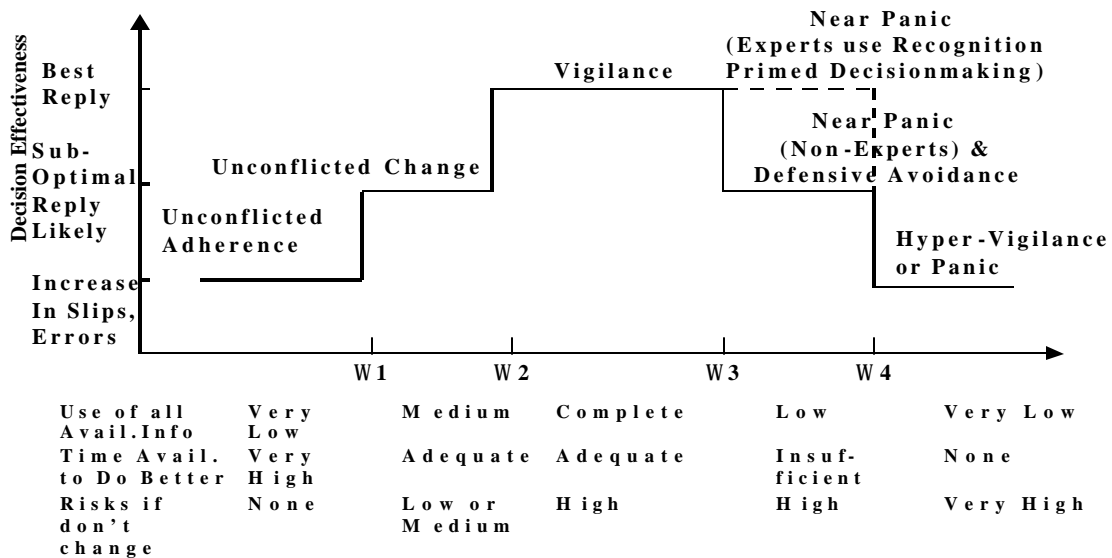 Decision Effectiveness
Best
Reply
Sub-
Optimal
Reply
Likely
Increase
In Slips,
Errors
Unconflicted
Adherence
Unconflicted Change
Vigilance
Near Panic
(Experts use Recognition
Primed Decisionmaking)
Near Panic
(Non-Experts) &
Defensive Avoidance
Hyper-Vigilance
or Panic
W1 W2 W3 W4
Use of all Very Medium Complete Low Very Low
Avail.Info Low
Time Avail. Very Adequate Adequate Insuf- None
to Do Better High ficient
Risks if None Low or High High Very High
don't Medium
change